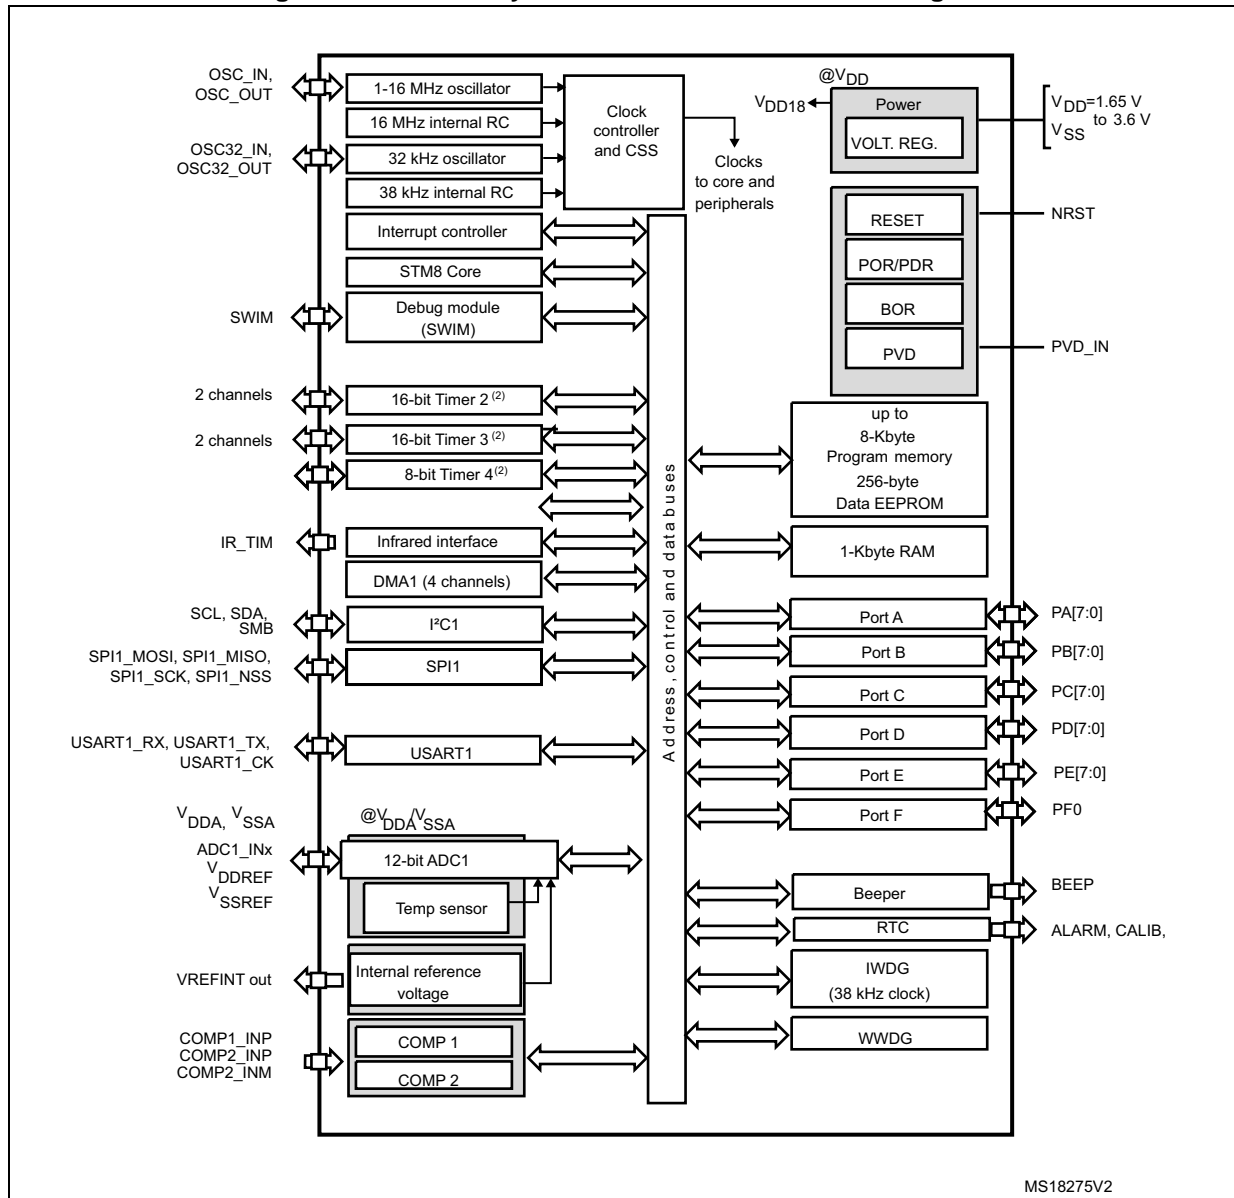 OSC_IN,
OSC_OUT
1-16 MHz oscillator
16 MHz internal RC
OSC32_IN,
OSC32_OUT
32 kHz oscillator
38 kHz internal RC
Clock
controller
and CSS
Clocks
to core and
peripherals
@VDD
VDD18
Power
VOLT. REG.
VDD=1.65 V
to 3.6 V
VSS
Interrupt controller
STM8 Core
SWIM
Debug module
(SWIM)
RESET
NRST
POR/PDR
BOR
PVD
PVD_IN
2 channels
16-bit Timer 2 (2)
2 channels
16-bit Timer 3 (2)
8-bit Timer 4(2)
IR_TIM
Infrared interface
DMA1 (4 channels)
SCL, SDA,
SMB
I²C1
SPI1_MOSI, SPI1_MISO,
SPI1_SCK, SPI1_NSS
SPI1
USART1_RX, USART1_TX,
USART1_CK
USART1
Address, control and data buses
up to
8-Kbyte
Program memory
256-byte
Data EEPROM
1-Kbyte RAM
Port A
PA[7:0]
Port B
PB[7:0]
Port C
PC[7:0]
Port D
PD[7:0]
Port E
PE[7:0]
Port F
PF0
VDDA, VSSA
@VDDA/VSSA
ADC1_INx
VDDREF
VSSREF
12-bit ADC1
Temp sensor
VREFINT out
Internal reference
voltage
COMP1_INP
COMP2_INP
COMP2_INM
COMP 1
COMP 2
Beeper
BEEP
RTC
ALARM, CALIB,
IWDG
(38 kHz clock)
WWDG
MS18275V2